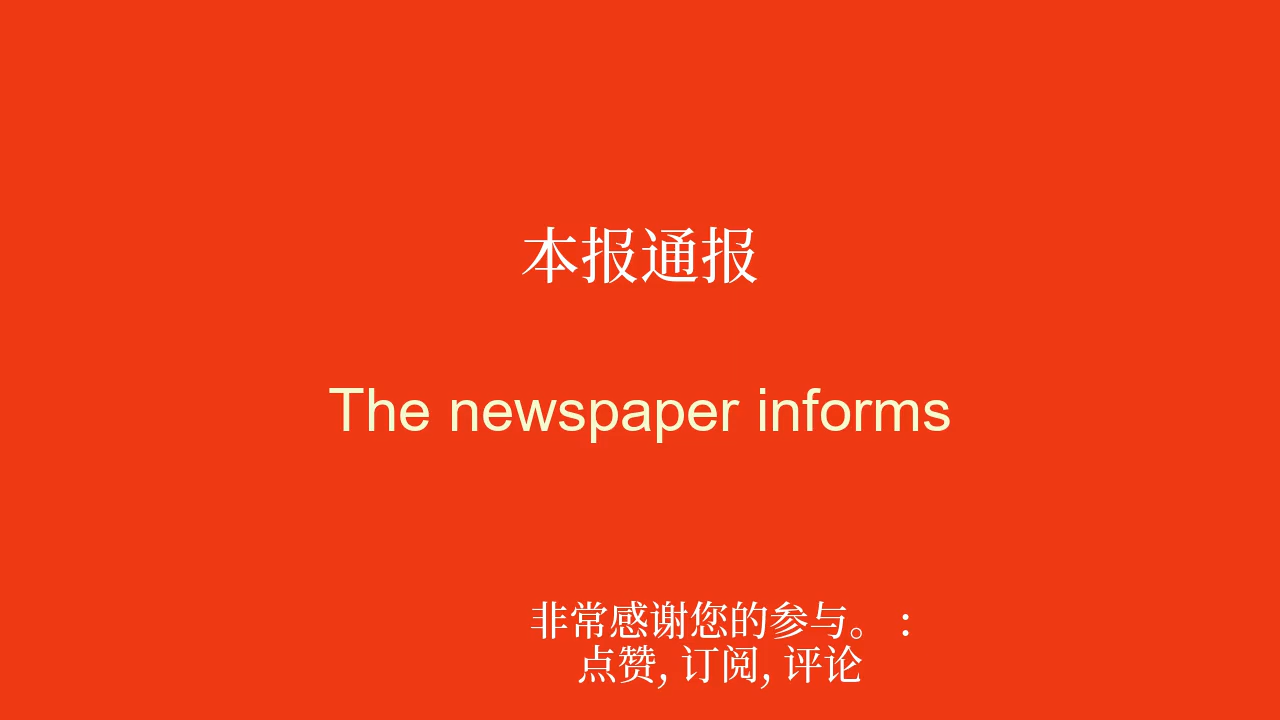 本报通报
The newspaper informs
非常感谢您的参与。 :
点赞, 订阅, 评论